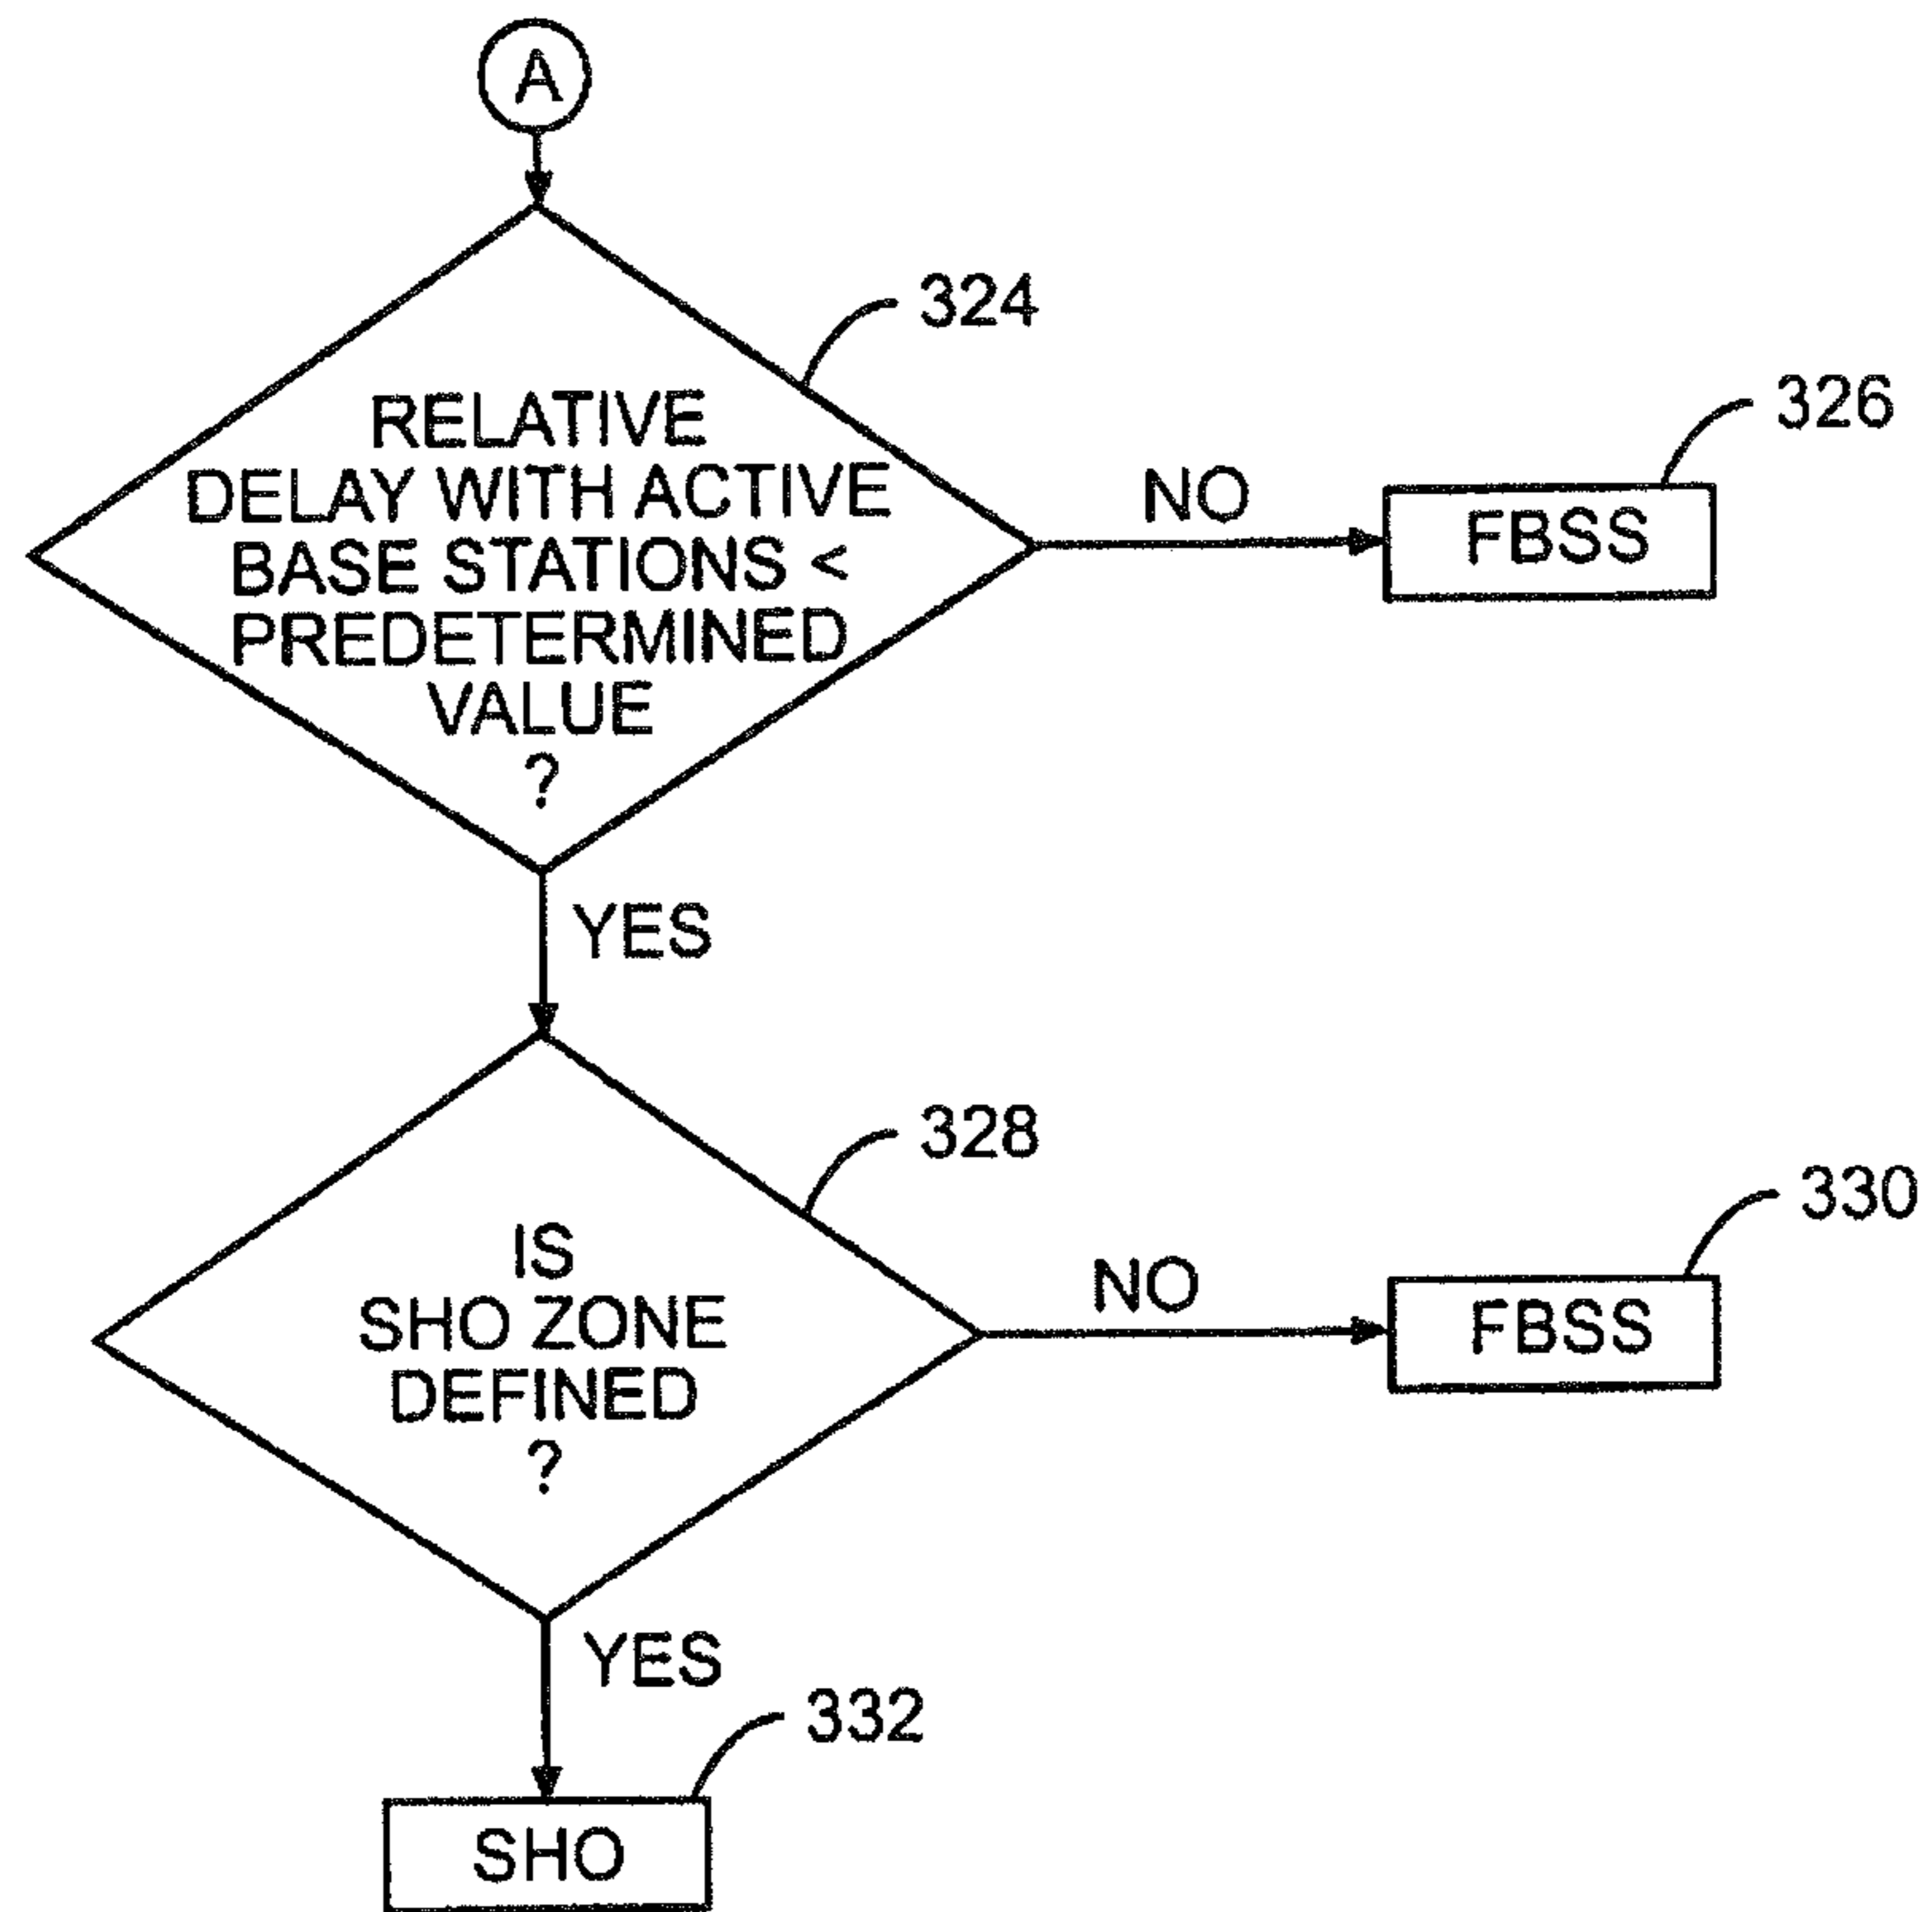 A
324
RELATIVE
DELAY WITH ACTIVE
BASE STATIONS <
PREDETERMINED
VALUE
?
NO
326
FBSS
YES
328
IS
SHO ZONE
DEFINED
?
NO
330
FBSS
YES
332
SHO